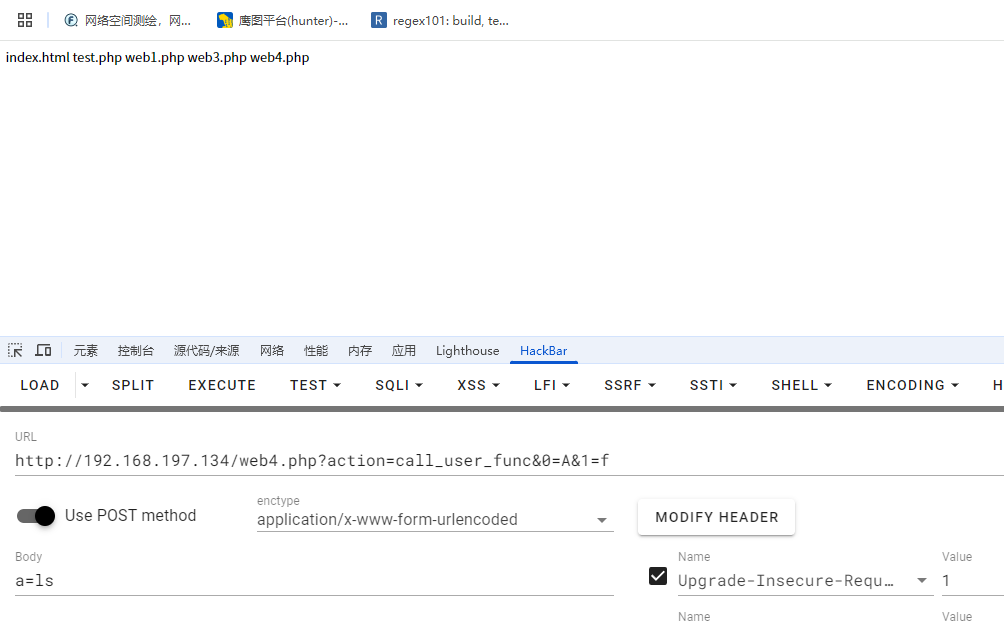 网络空间测绘，网... 鹰图平台(hunter)-... R regex101: build, te...
index.html test.php web1.php web3.php web4.php
元素 控制台 源代码/来源 网络 性能 内存 应用 Lighthouse HackBar
LOAD SPLIT EXECUTE TEST SQLI XSS LFI SSRF SSTI SHELL ENCODING H
URL
http://192.168.197.134/web4.php?action=call_user_func&0=A&1=f
Use POST method
enctype
application/x-www-form-urlencoded
MODIFY HEADER
Body
a=ls
Name Value
Upgrade-Insecure-Requ... 1
Name Value